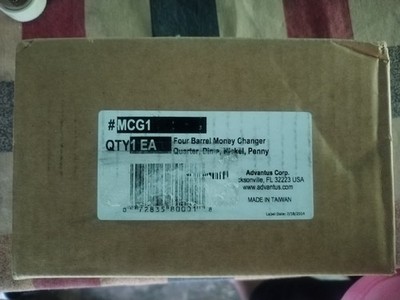 #MCG1
QTY 1 EA
Four Barrel Money Changer
Quarter, Dime, Nickel, Penny
Advantus Corp.
cksonville, FL 32223 USA
www.advantus.com
MADE IN TAIWAN